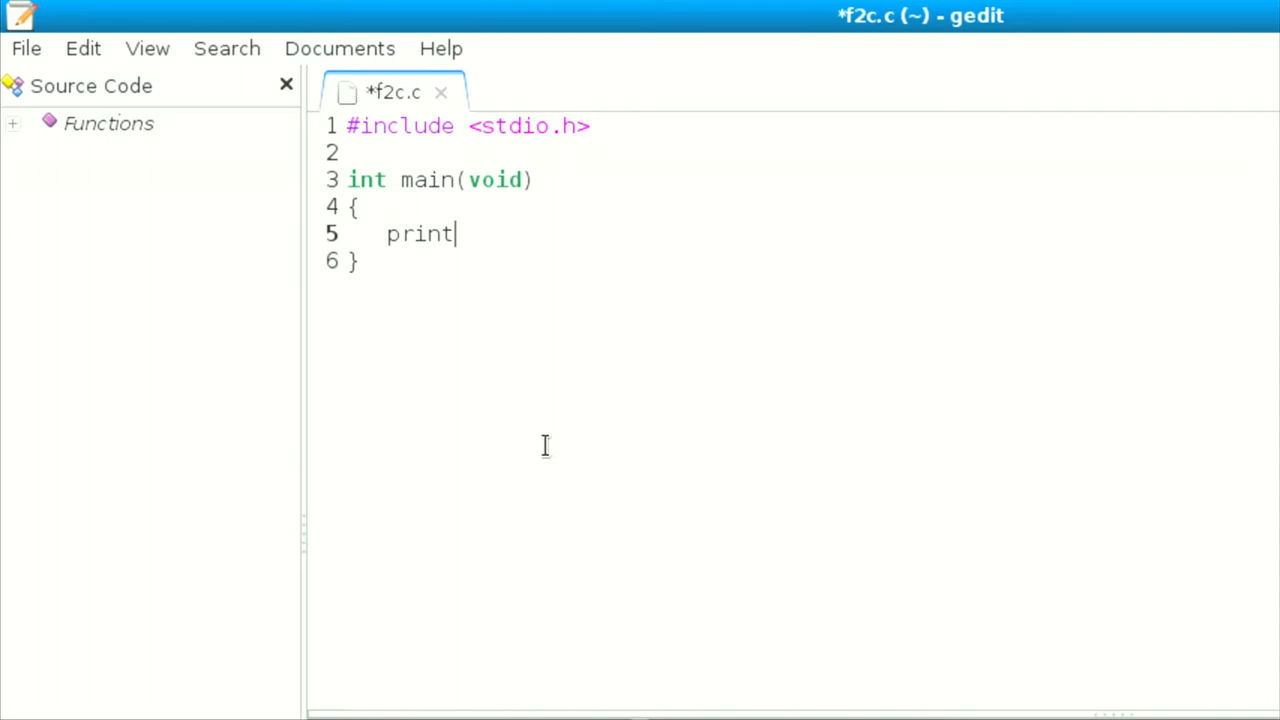 *f2c.c (~) - gedit
File Edit View Search Documents Help
Source Code
Functions
*f2c.c
1 #include <stdio.h>
2
3 int main(void)
4 {
5    print
6 }